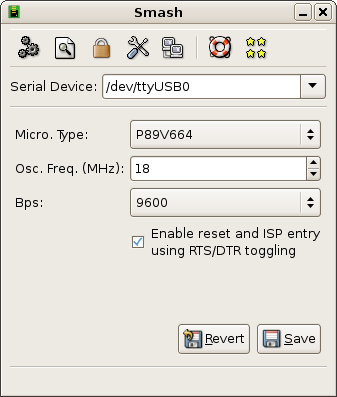 Smash
Serial Device: /dev/ttyUSB0
Micro. Type: P89V664
Osc. Freq. (MHz): 18
Bps: 9600
Enable reset and ISP entry
using RTS/DTR toggling
Revert Save